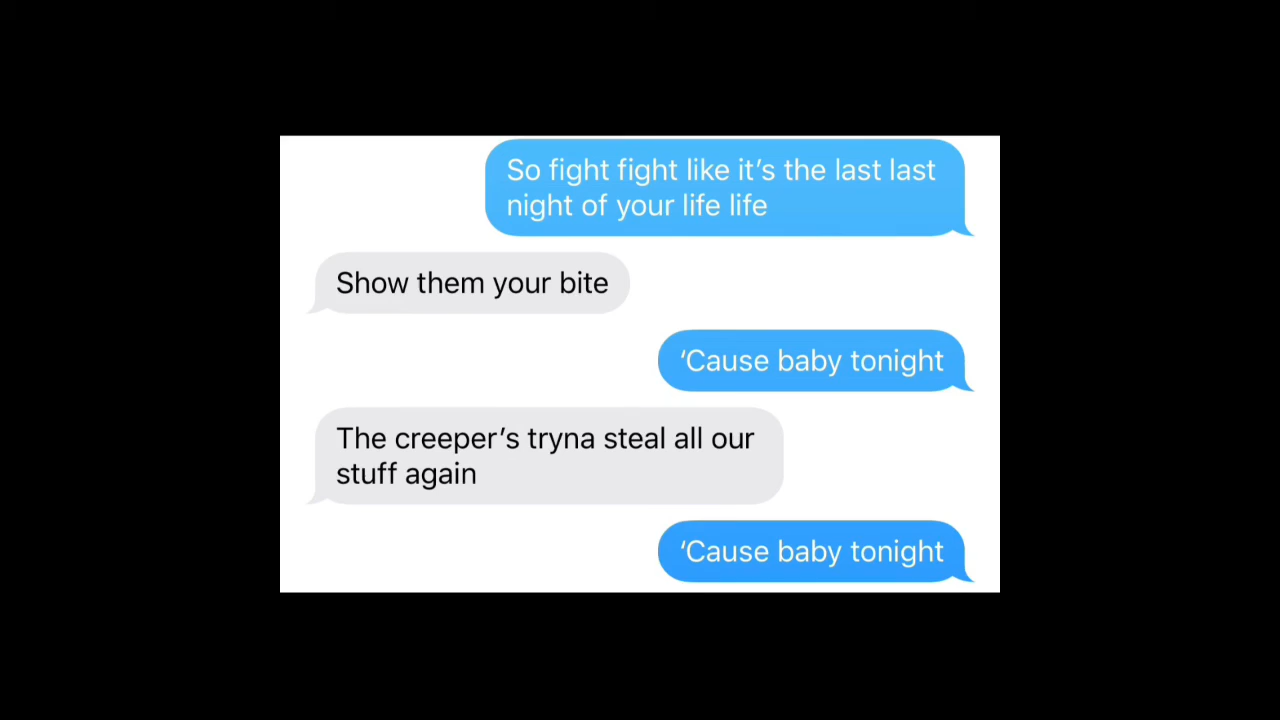 So fight fight like it’s the last last
night of your life life
Show them your bite
‘Cause baby tonight
The creeper’s tryna steal all our
stuff again
‘Cause baby tonight